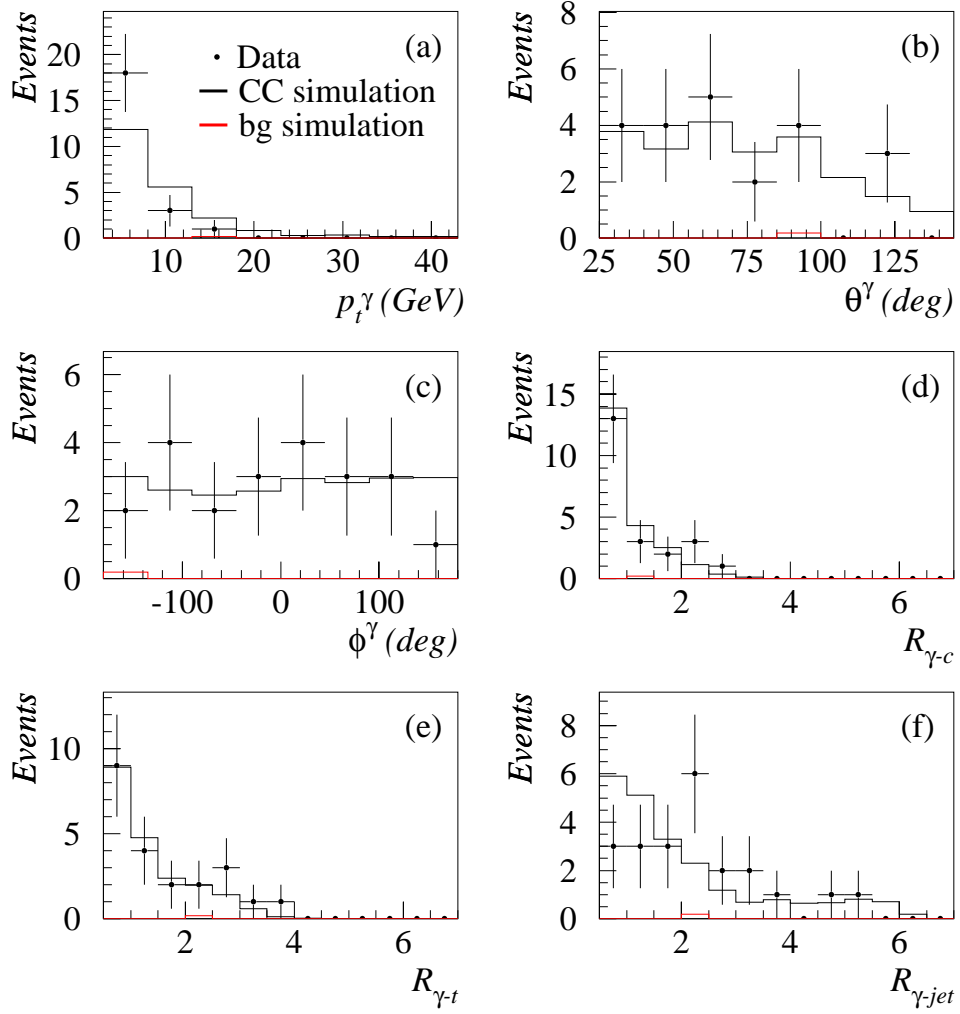 (a)
Events
20
15
10
5
0
Data
CC simulation
bg simulation
10 20 30 40
p_t^γ (GeV)
(b)
Events
8
6
4
2
0
25 50 75 100 125
θ^γ (deg)
(c)
Events
6
4
2
0
-100 0 100
ϕ^γ (deg)
(d)
Events
15
10
5
0
2 4 6
R_γ-c
(e)
Events
10
5
0
2 4 6
R_γ-t
(f)
Events
8
6
4
2
0
2 4 6
R_γ-jet